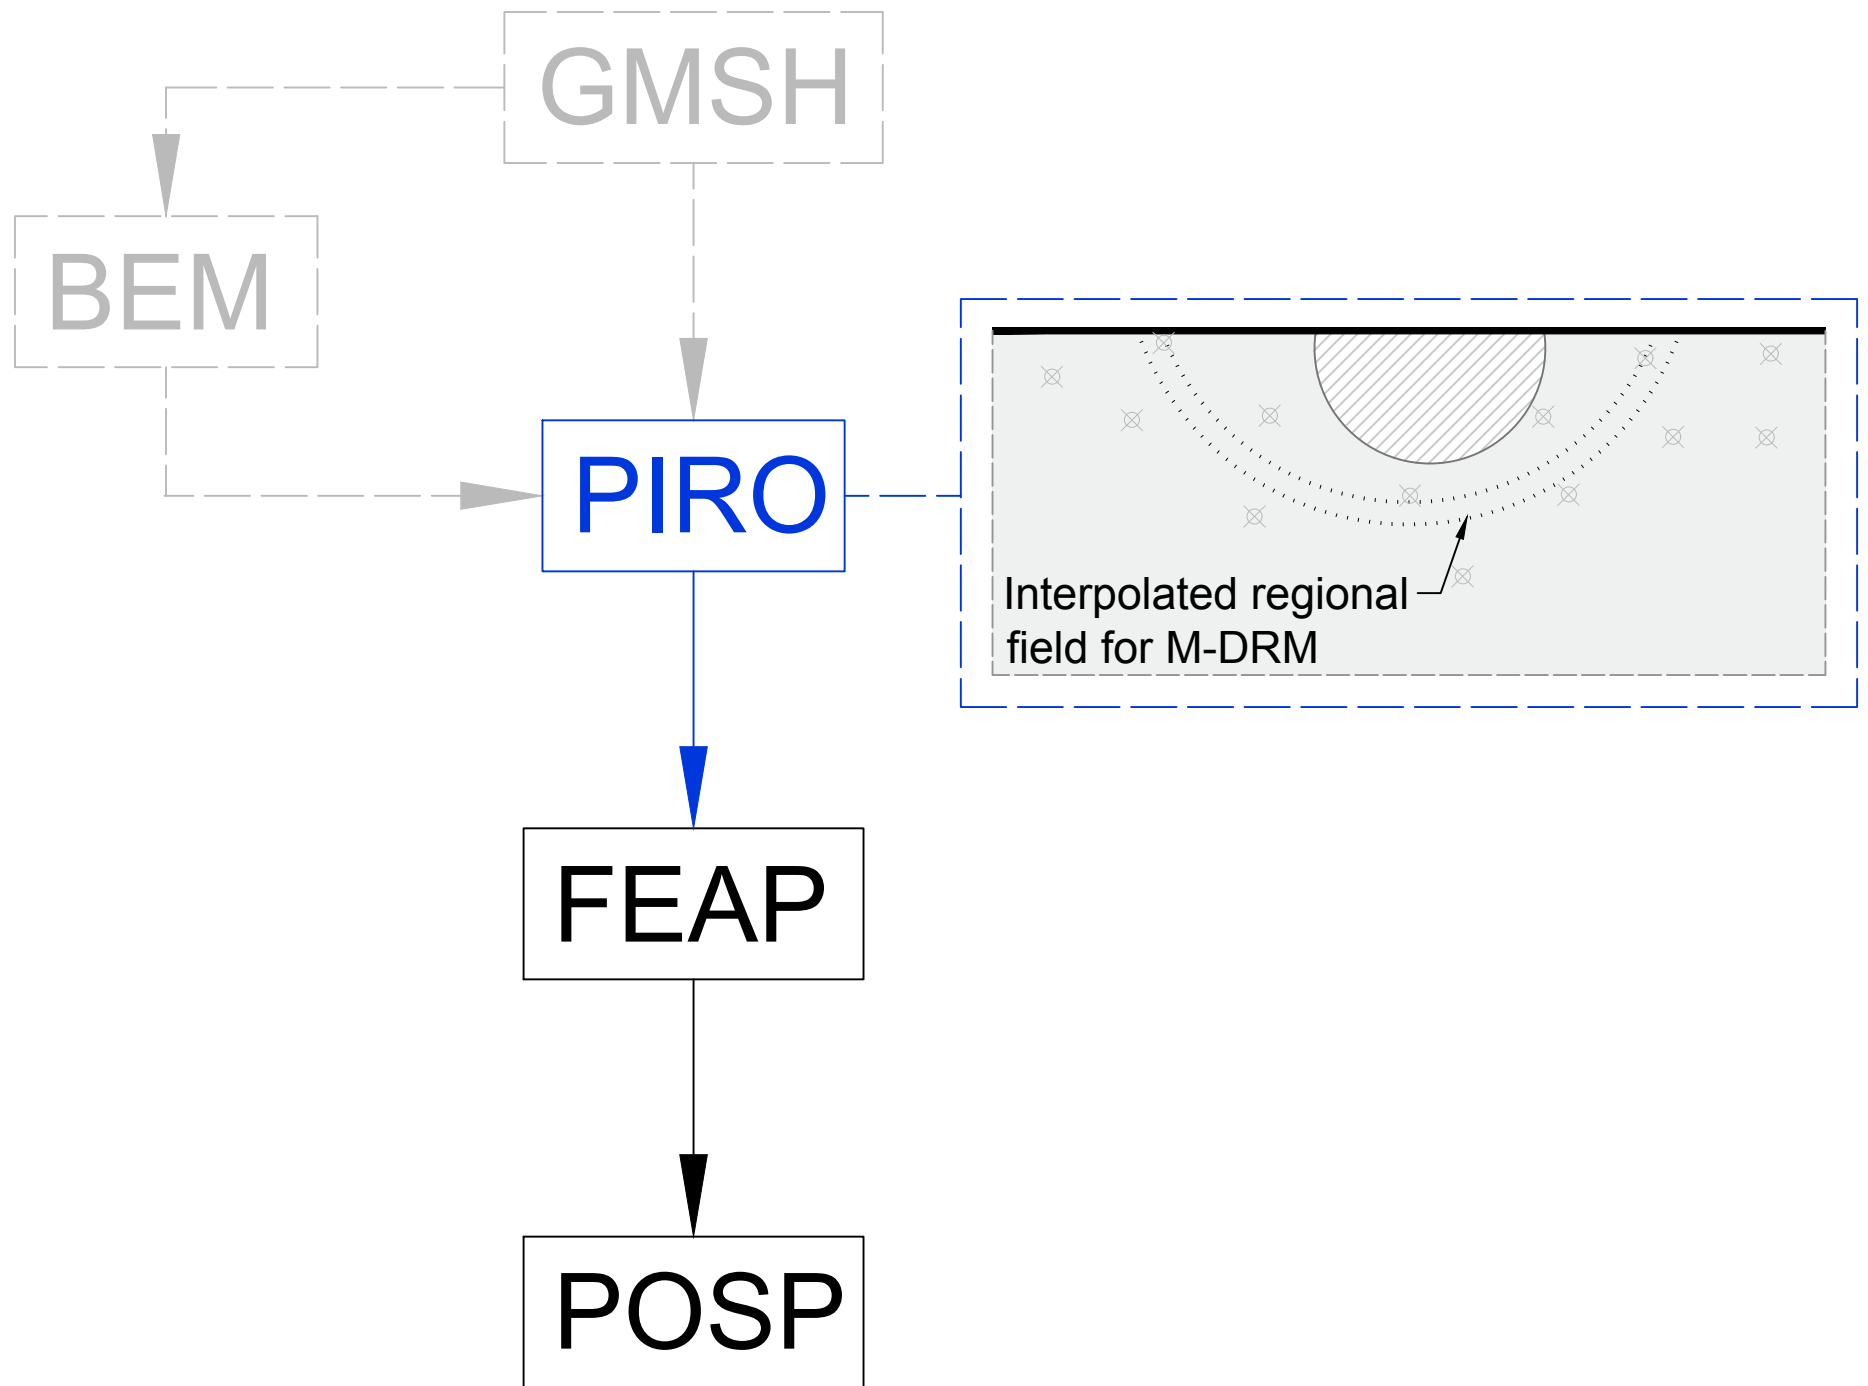 GMSH
BEM
PIRO
Interpolated regional
field for M-DRM
FEAP
POSP